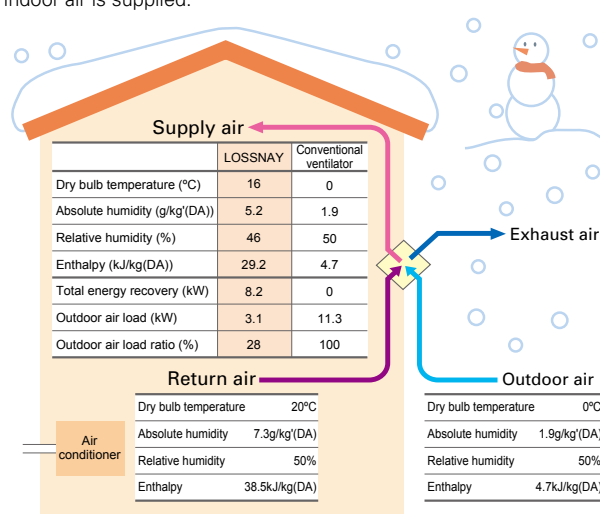 indoor air is supplied.
Supply air
LOSSNAY Conventional ventilator
Dry bulb temperature (ºC) 16 0
Absolute humidity (g/kg'(DA)) 5.2 1.9
Relative humidity (%) 46 50
Enthalpy (kJ/kg(DA)) 29.2 4.7
Total energy recovery (kW) 8.2 0
Outdoor air load (kW) 3.1 11.3
Outdoor air load ratio (%) 28 100
Exhaust air
Return air
Dry bulb temperature 20ºC
Absolute humidity 7.3g/kg'(DA)
Relative humidity 50%
Enthalpy 38.5kJ/kg(DA)
Outdoor air
Dry bulb temperature 0ºC
Absolute humidity 1.9g/kg'(DA)
Relative humidity 50%
Enthalpy 4.7kJ/kg(DA)
Air
conditioner